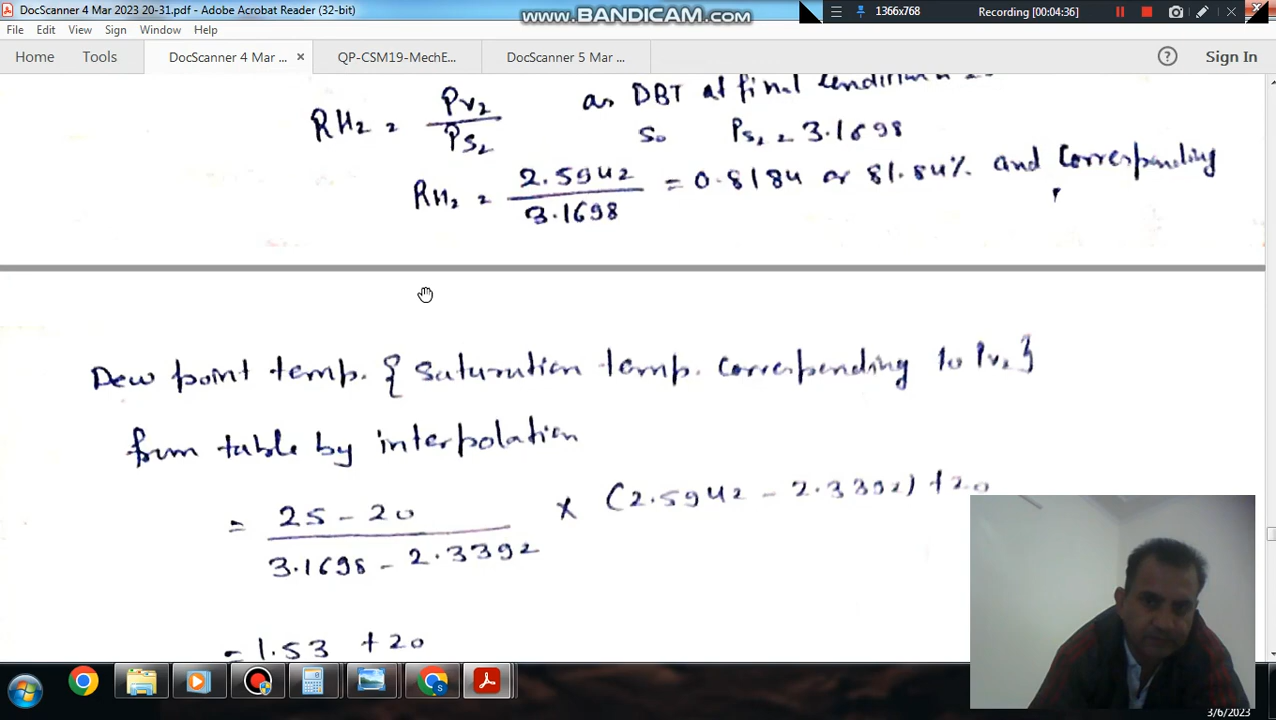 DocScanner 4 Mar 2023 20-31.pdf - Adobe Acrobat Reader (32-bit)
www.BANDICAM.com
1366x768
Recording [00:04:36]
File Edit View Sign Window Help
Home Tools DocScanner 4 Mar ... × QP-CSM19-MechE... DocScanner 5 Mar ... Sign In
RH2 = Pv2 / Ps2 as DBT at final
So Ps2 = 3.1698
RH2 = 2.5942 / 3.1698 = 0.8184 or 81.84% and Corresponding
Dew point temp. { Saturation temp. corresponding to Pv2 }
from table by interpolation
= 25 - 20 / 3.1698 - 2.3392 × (2.5942 - 2.3392) + 20
= 1.53 + 20
3/6/2023